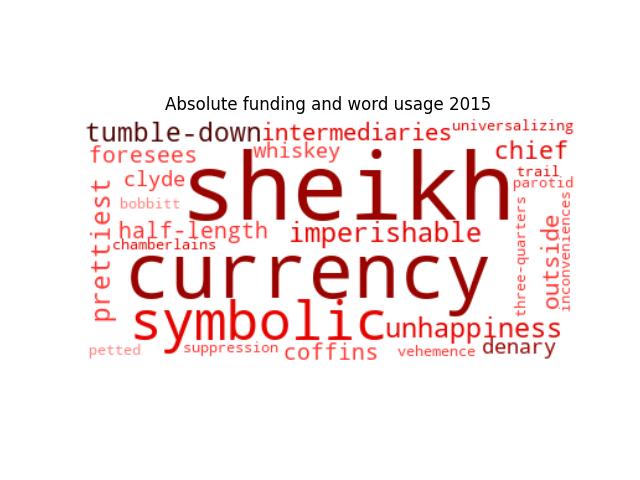 Absolute funding and word usage 2015
tumble-down intermediaries universalizing
foresees whiskey chief
clyde sheikh trail
parotid
bobbitt
prettiest half-length imperishable three-quarters outside inconveniences
chamberlains
currency
symbolic unhappiness
petted suppression coffins vehemence denary